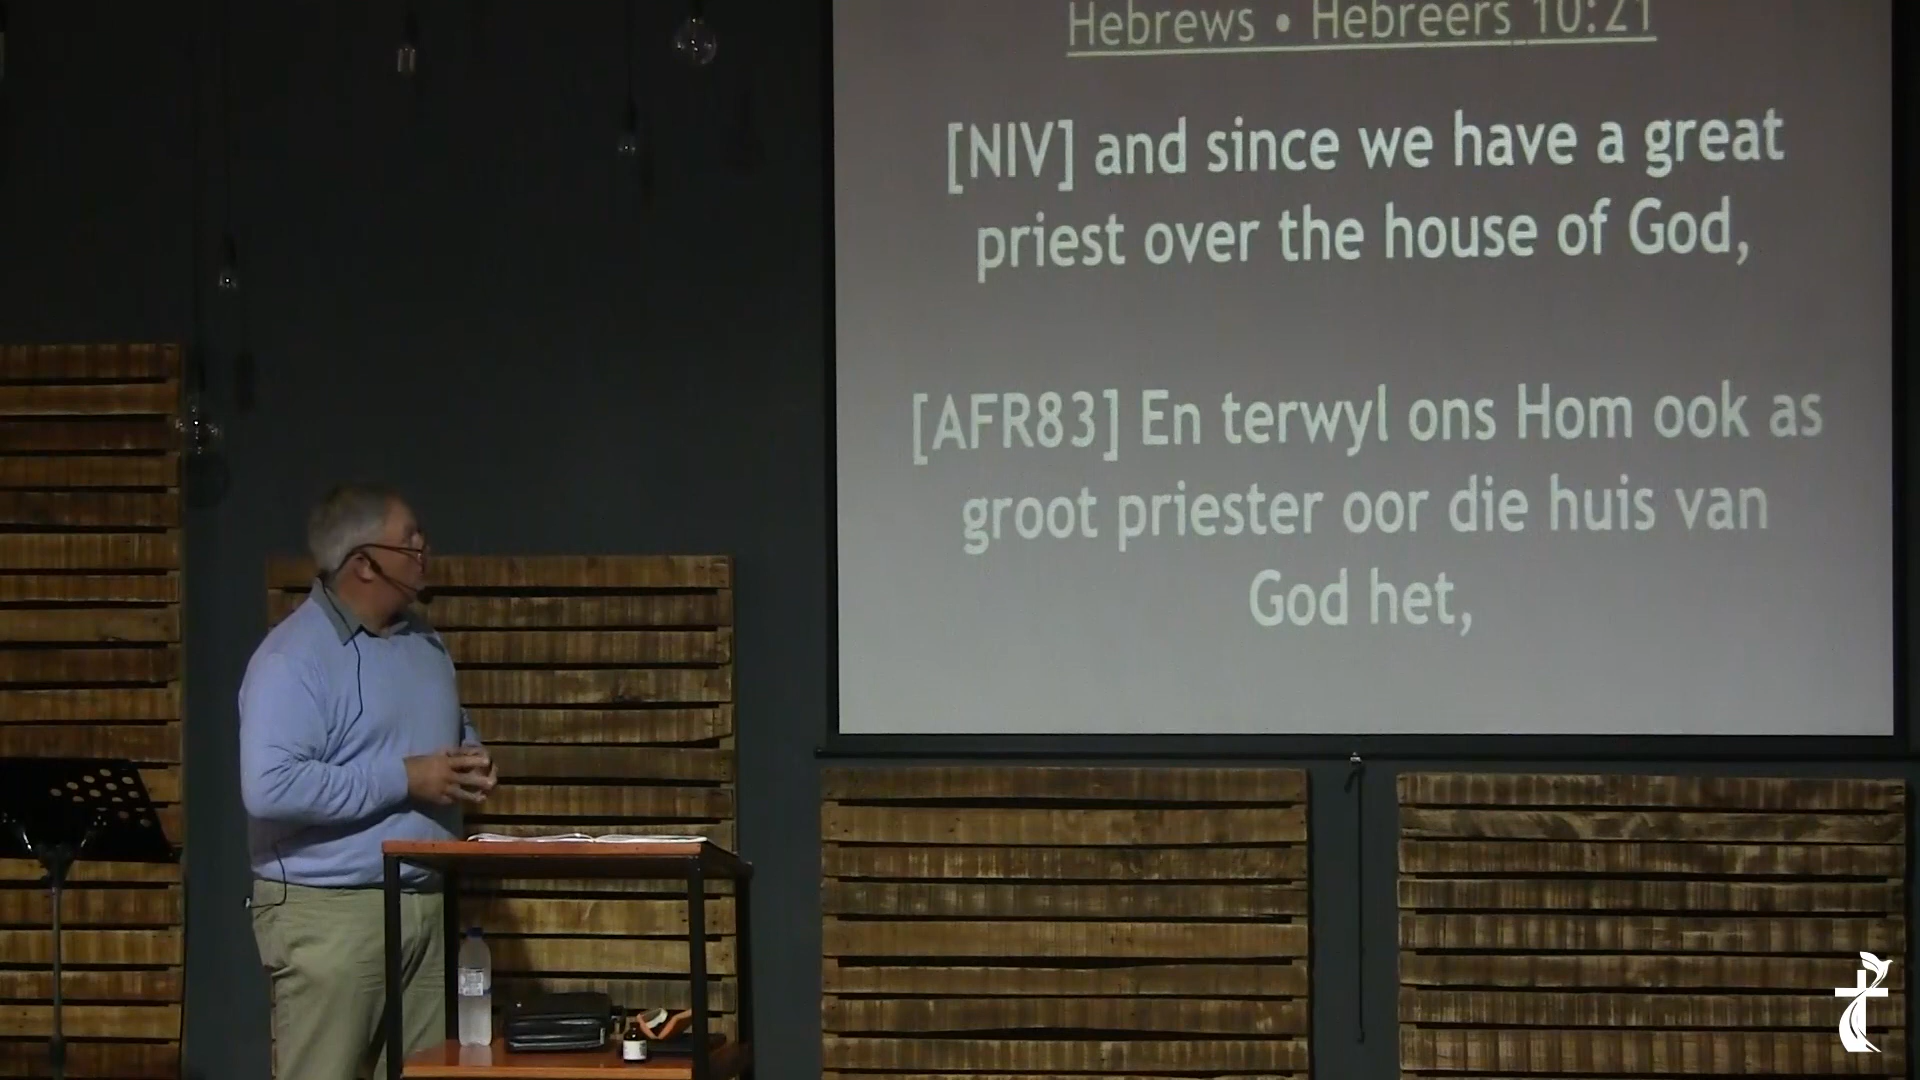 Hebrews • Hebreërs 10:21
[NIV] and since we have a great
priest over the house of God,
[AFR83] En terwyl ons Hom ook as
groot priester oor die huis van
God het,